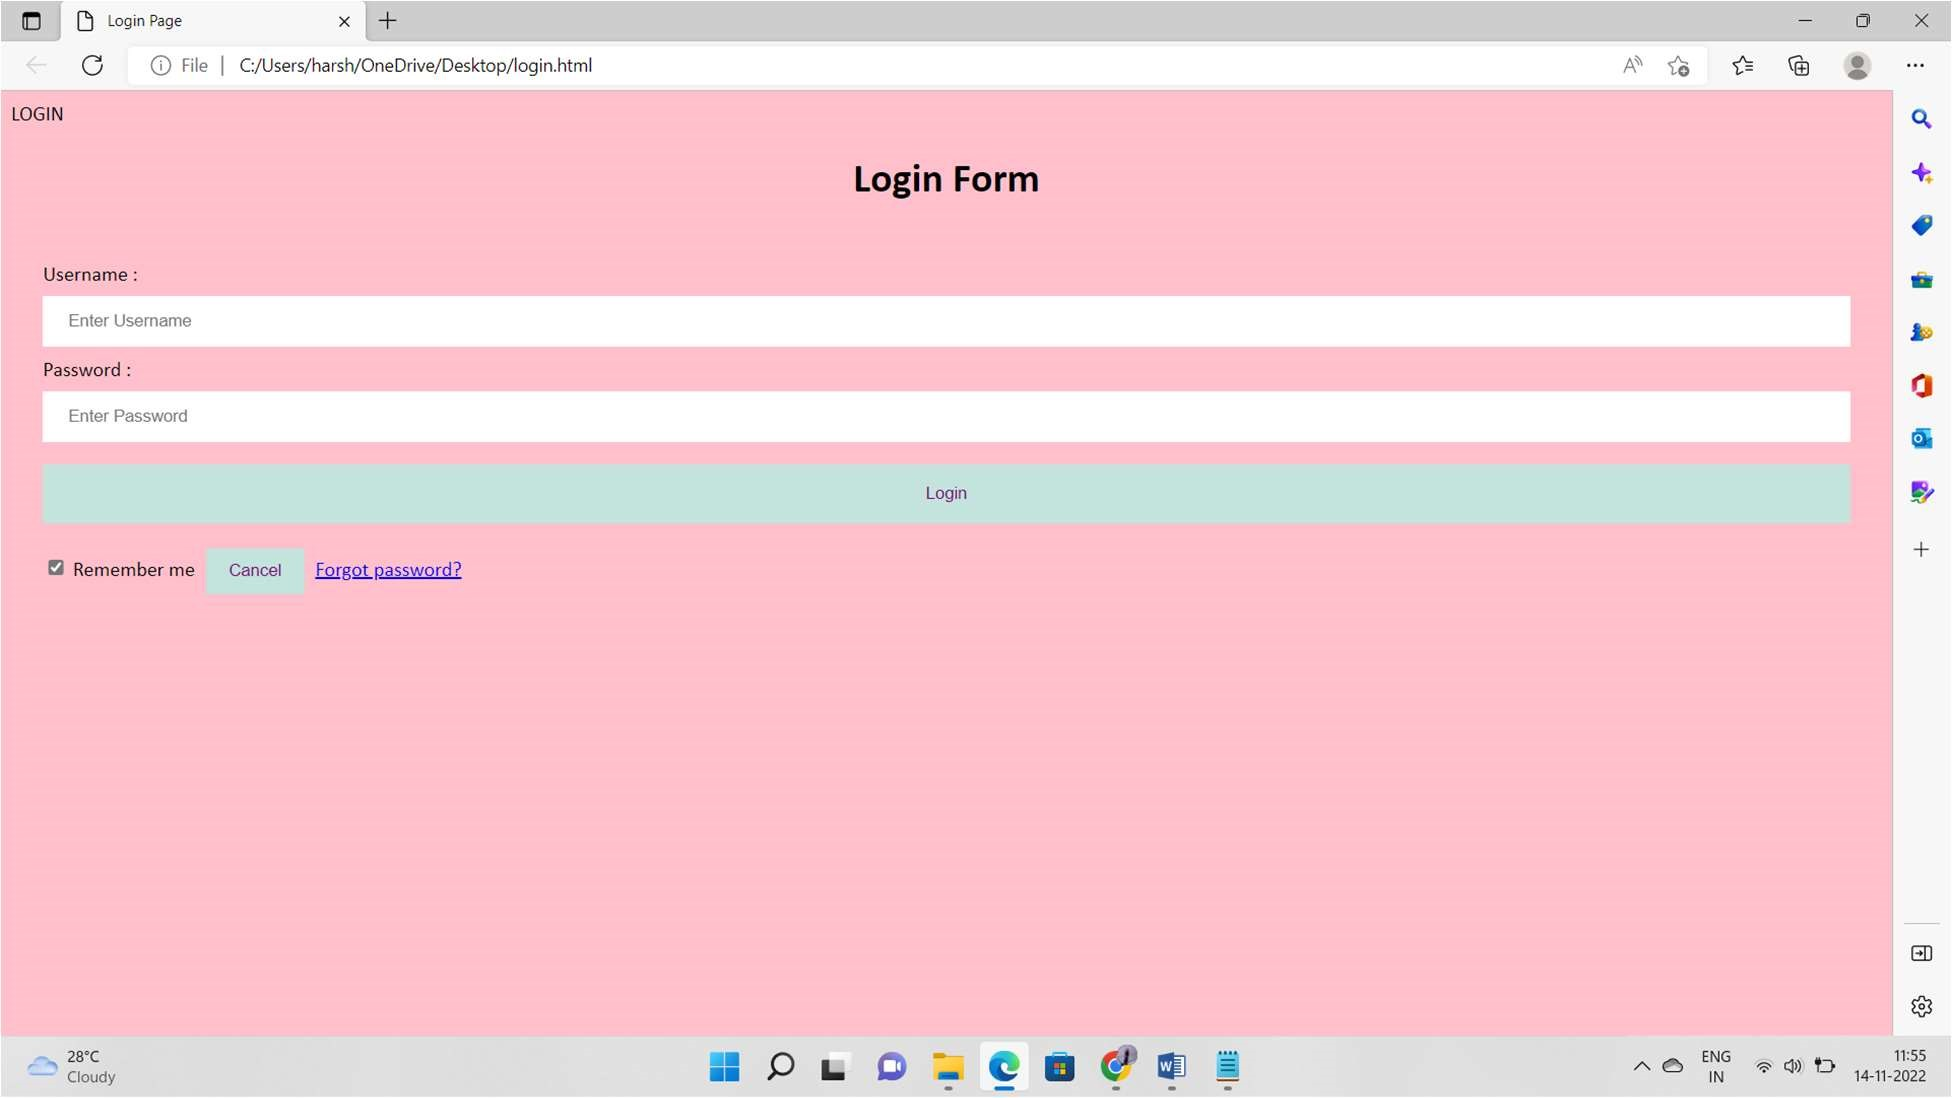 Login Page
File | C:/Users/harsh/OneDrive/Desktop/login.html
LOGIN
Login Form
Username :
Enter Username
Password :
Enter Password
Login
Remember me Cancel Forgot password?
28°C
Cloudy
ENG
IN
11:55
14-11-2022